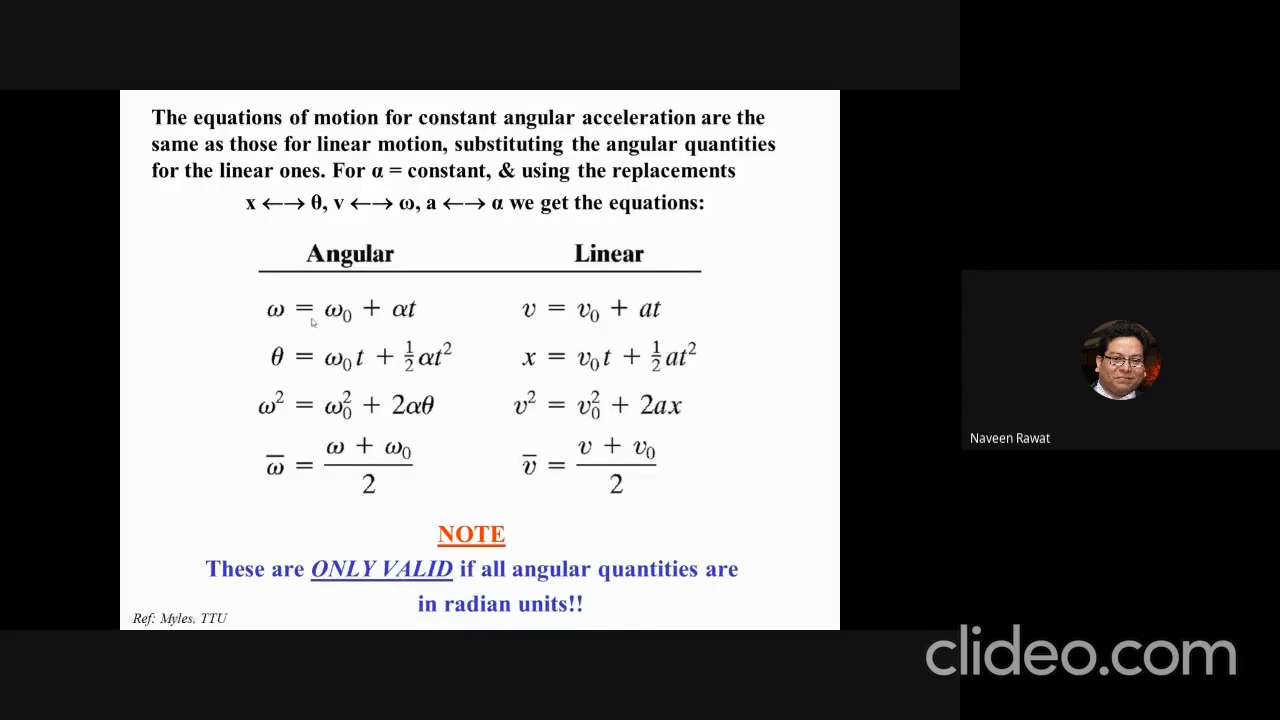 The equations of motion for constant angular acceleration are the
same as those for linear motion, substituting the angular quantities
for the linear ones. For α = constant, & using the replacements
x ←→ θ, v ←→ ω, a ←→ α we get the equations:
Angular Linear
ω = ω₀ + αt v = v₀ + at
θ = ω₀t + ½αt² x = v₀t + ½at²
ω² = ω₀² + 2αθ v² = v₀² + 2ax
ω̅ = (ω + ω₀)/2 v̅ = (v + v₀)/2
NOTE
These are ONLY VALID if all angular quantities are
in radian units!!
Ref: Myles, TTU
Naveen Rawat
clideo.com